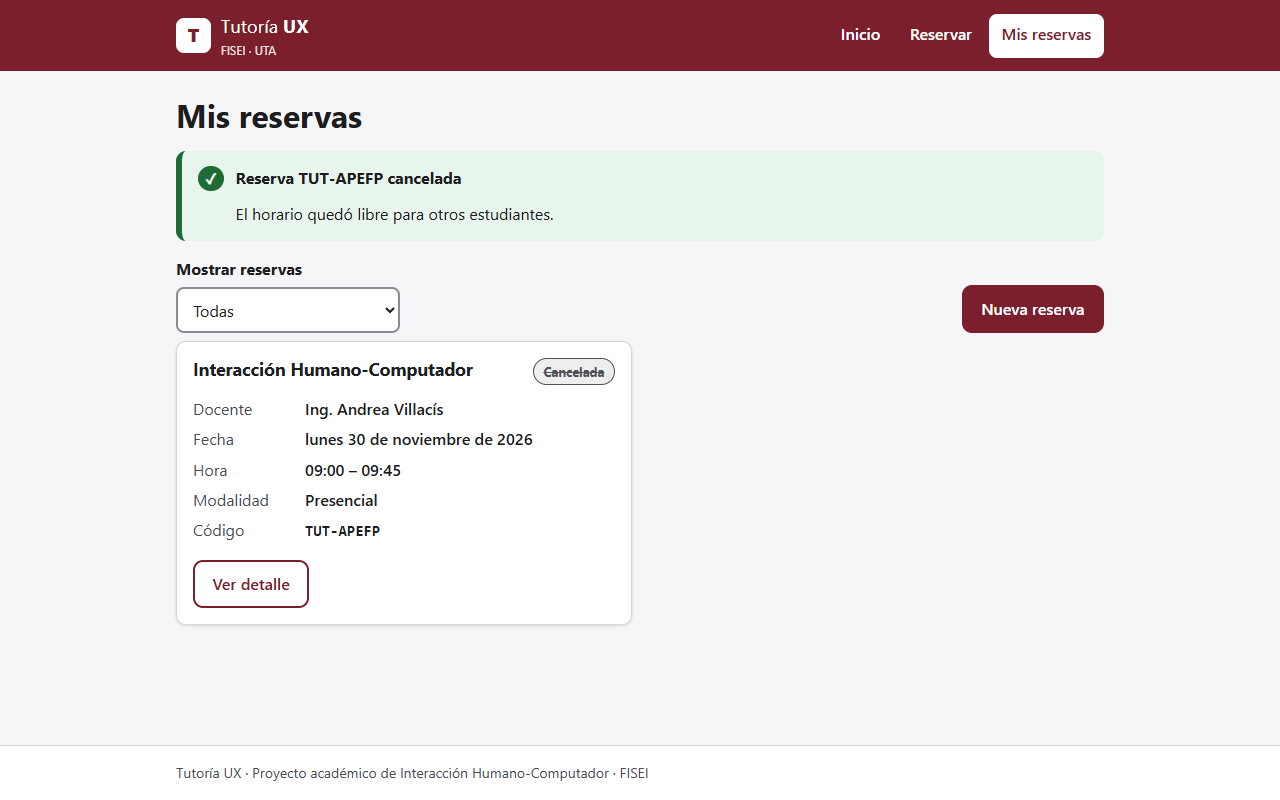 T
Tutoría UX
FISEI · UTA
Inicio
Reservar
Mis reservas
Mis reservas
Reserva TUT-APEFP cancelada
El horario quedó libre para otros estudiantes.
Mostrar reservas
Todas
Nueva reserva
Interacción Humano-Computador
Cancelada
Docente Ing. Andrea Villacís
Fecha lunes 30 de noviembre de 2026
Hora 09:00 – 09:45
Modalidad Presencial
Código TUT-APEFP
Ver detalle
Tutoría UX · Proyecto académico de Interacción Humano-Computador · FISEI